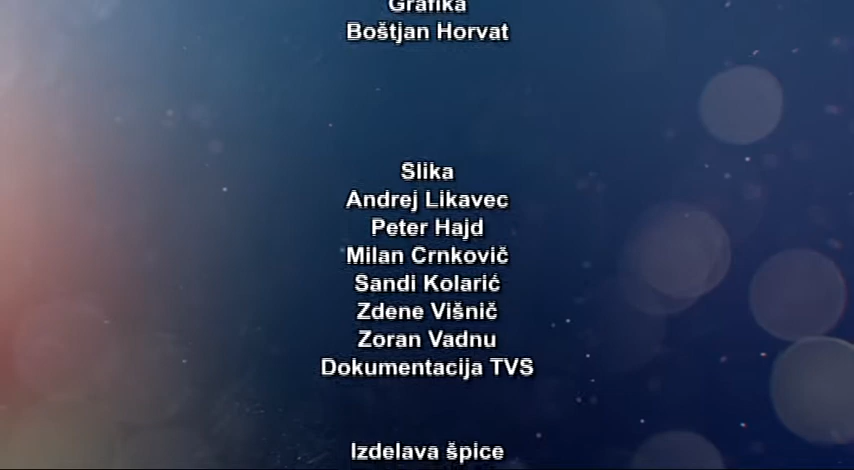 Grafika
Boštjan Horvat
Slika
Andrej Likavec
Peter Hajd
Milan Crnkovič
Sandi Kolarić
Zdene Višnič
Zoran Vadnu
Dokumentacija TVS
Izdelava špice